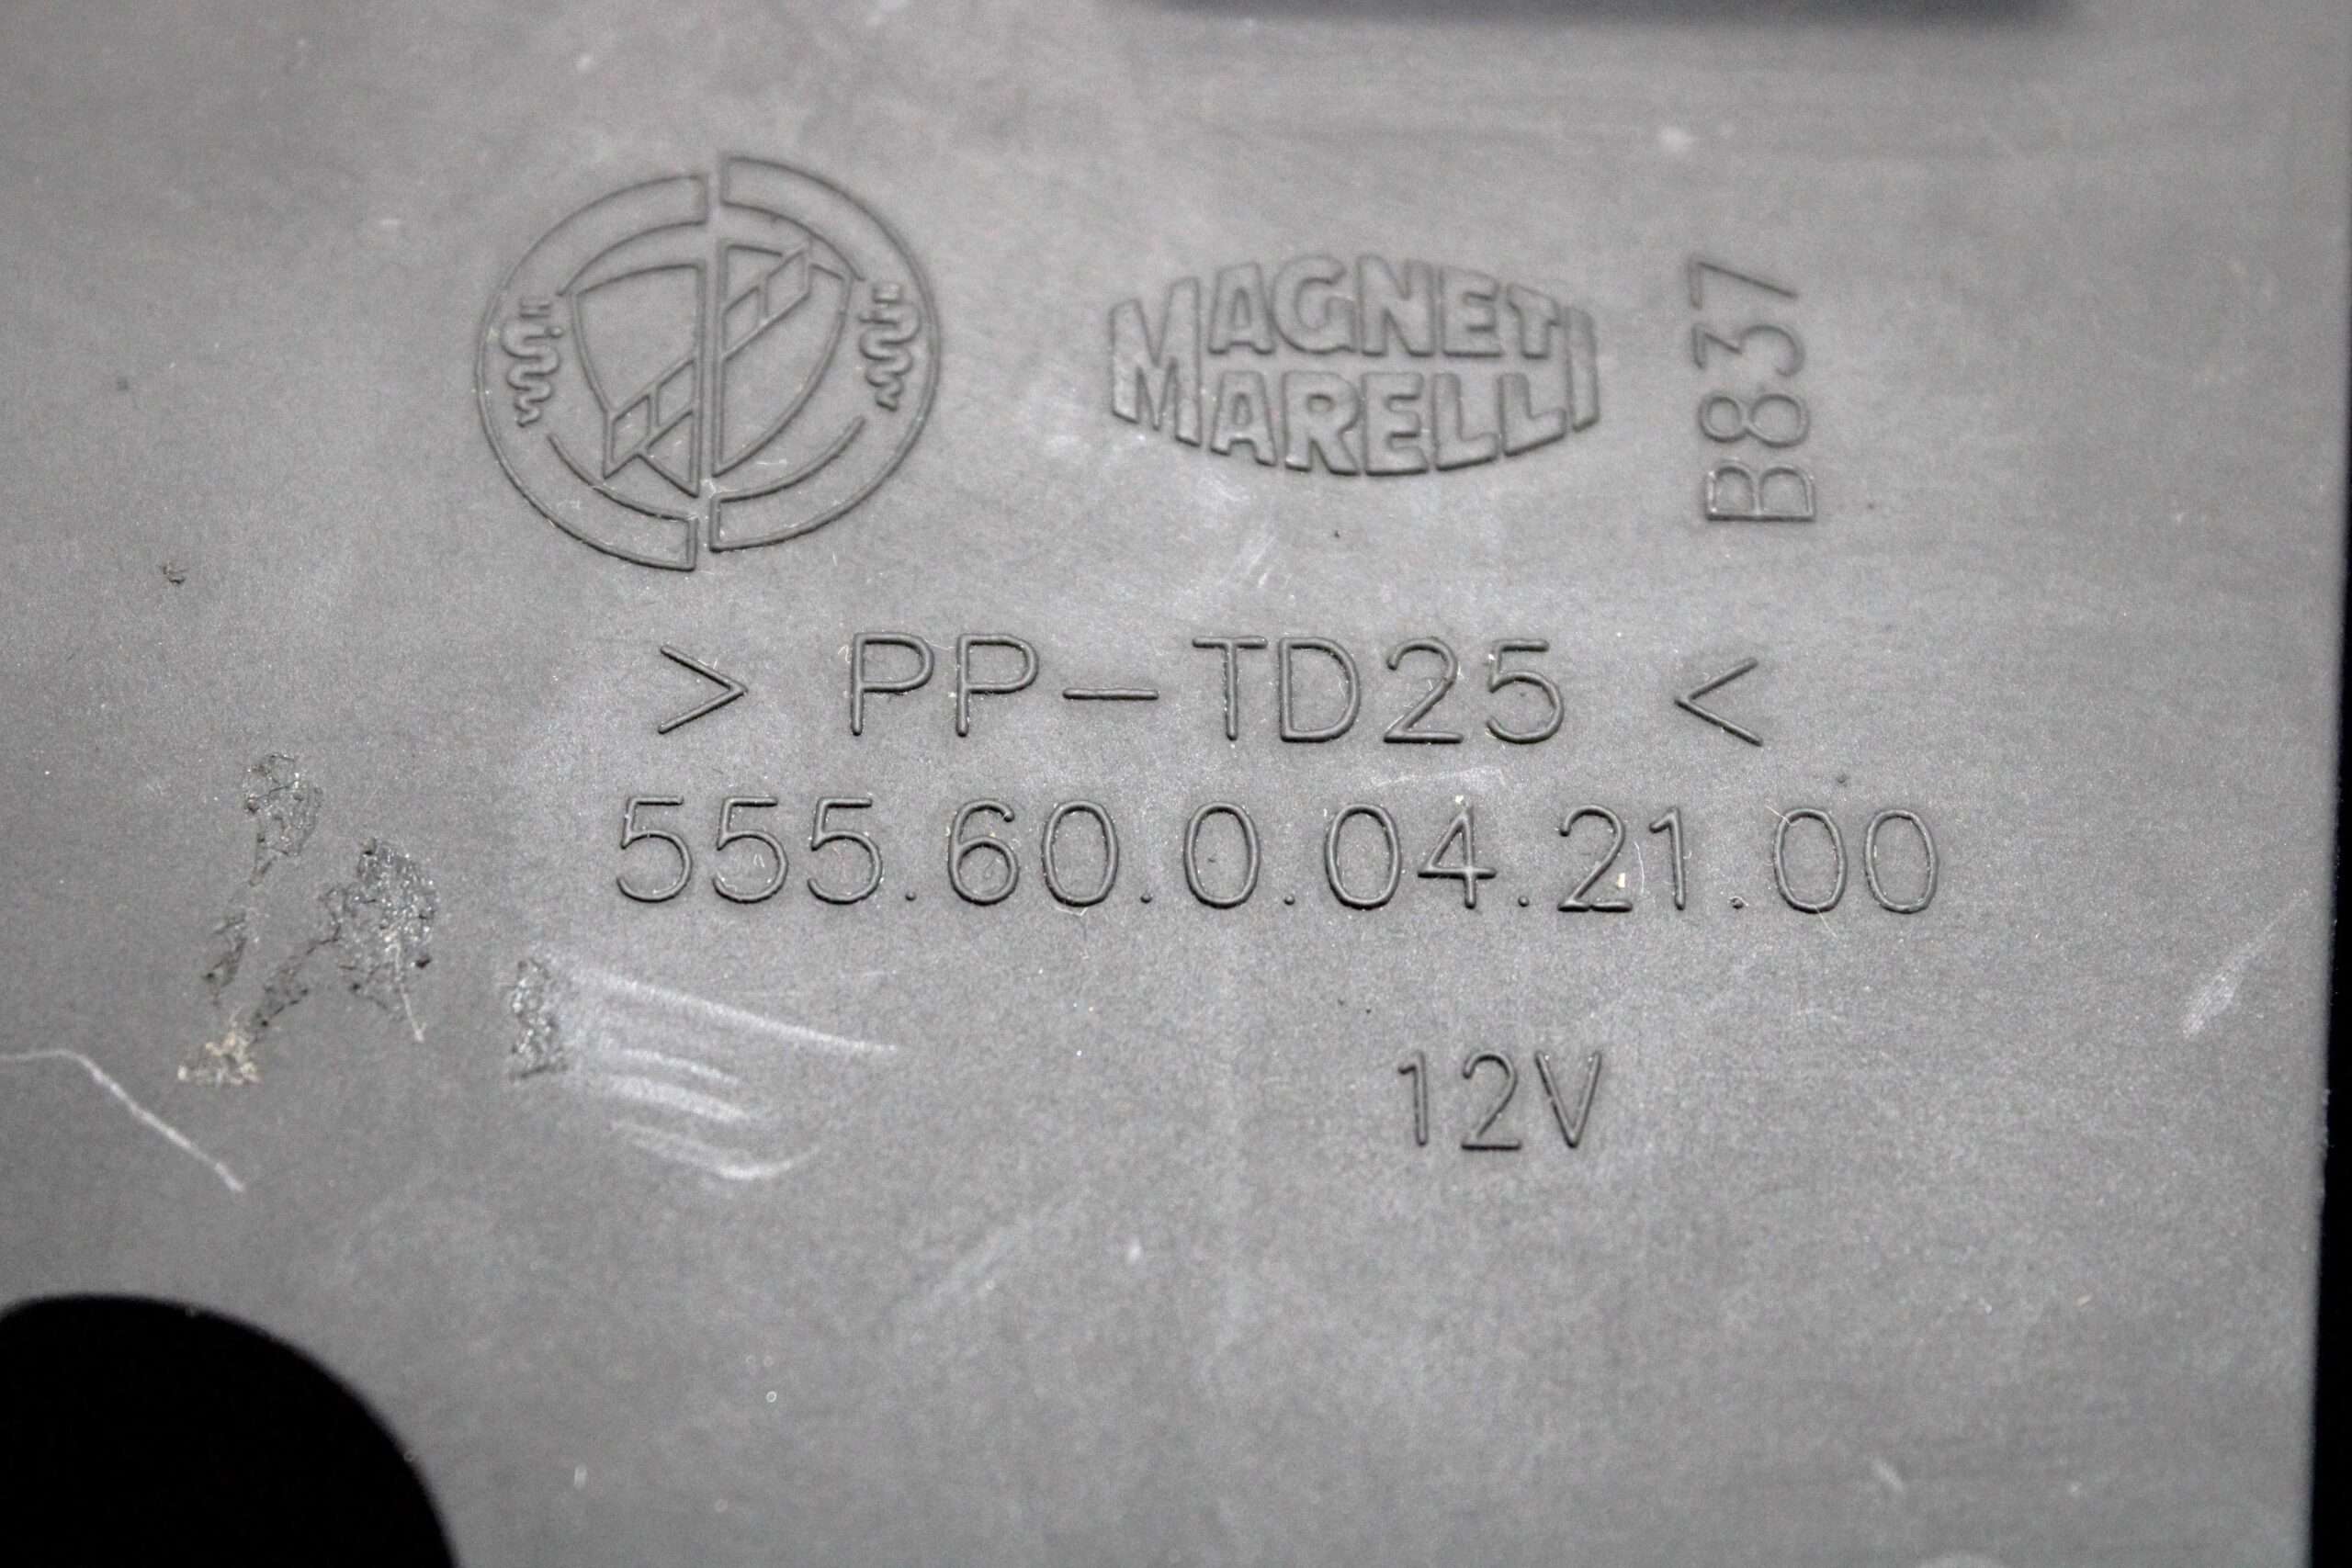 MAGNETI
MARELLI
B837
> PP-TD25 <
555.60.0.04.21.00
12V